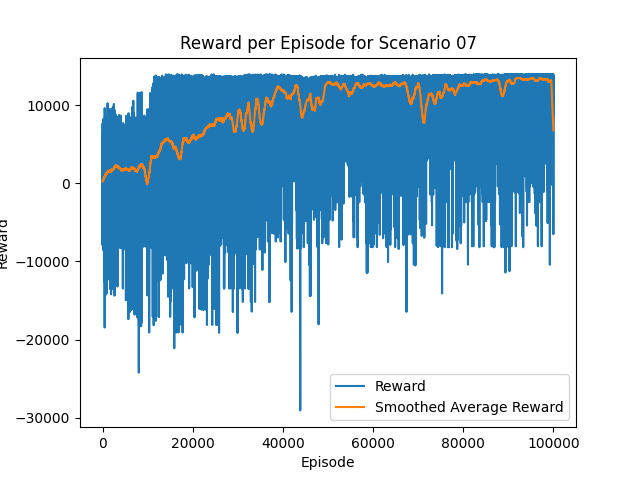 Reward per Episode for Scenario 07
Reward
10000
0
−10000
−20000
−30000
0 20000 40000 60000 80000 100000
Episode
Reward
Smoothed Average Reward